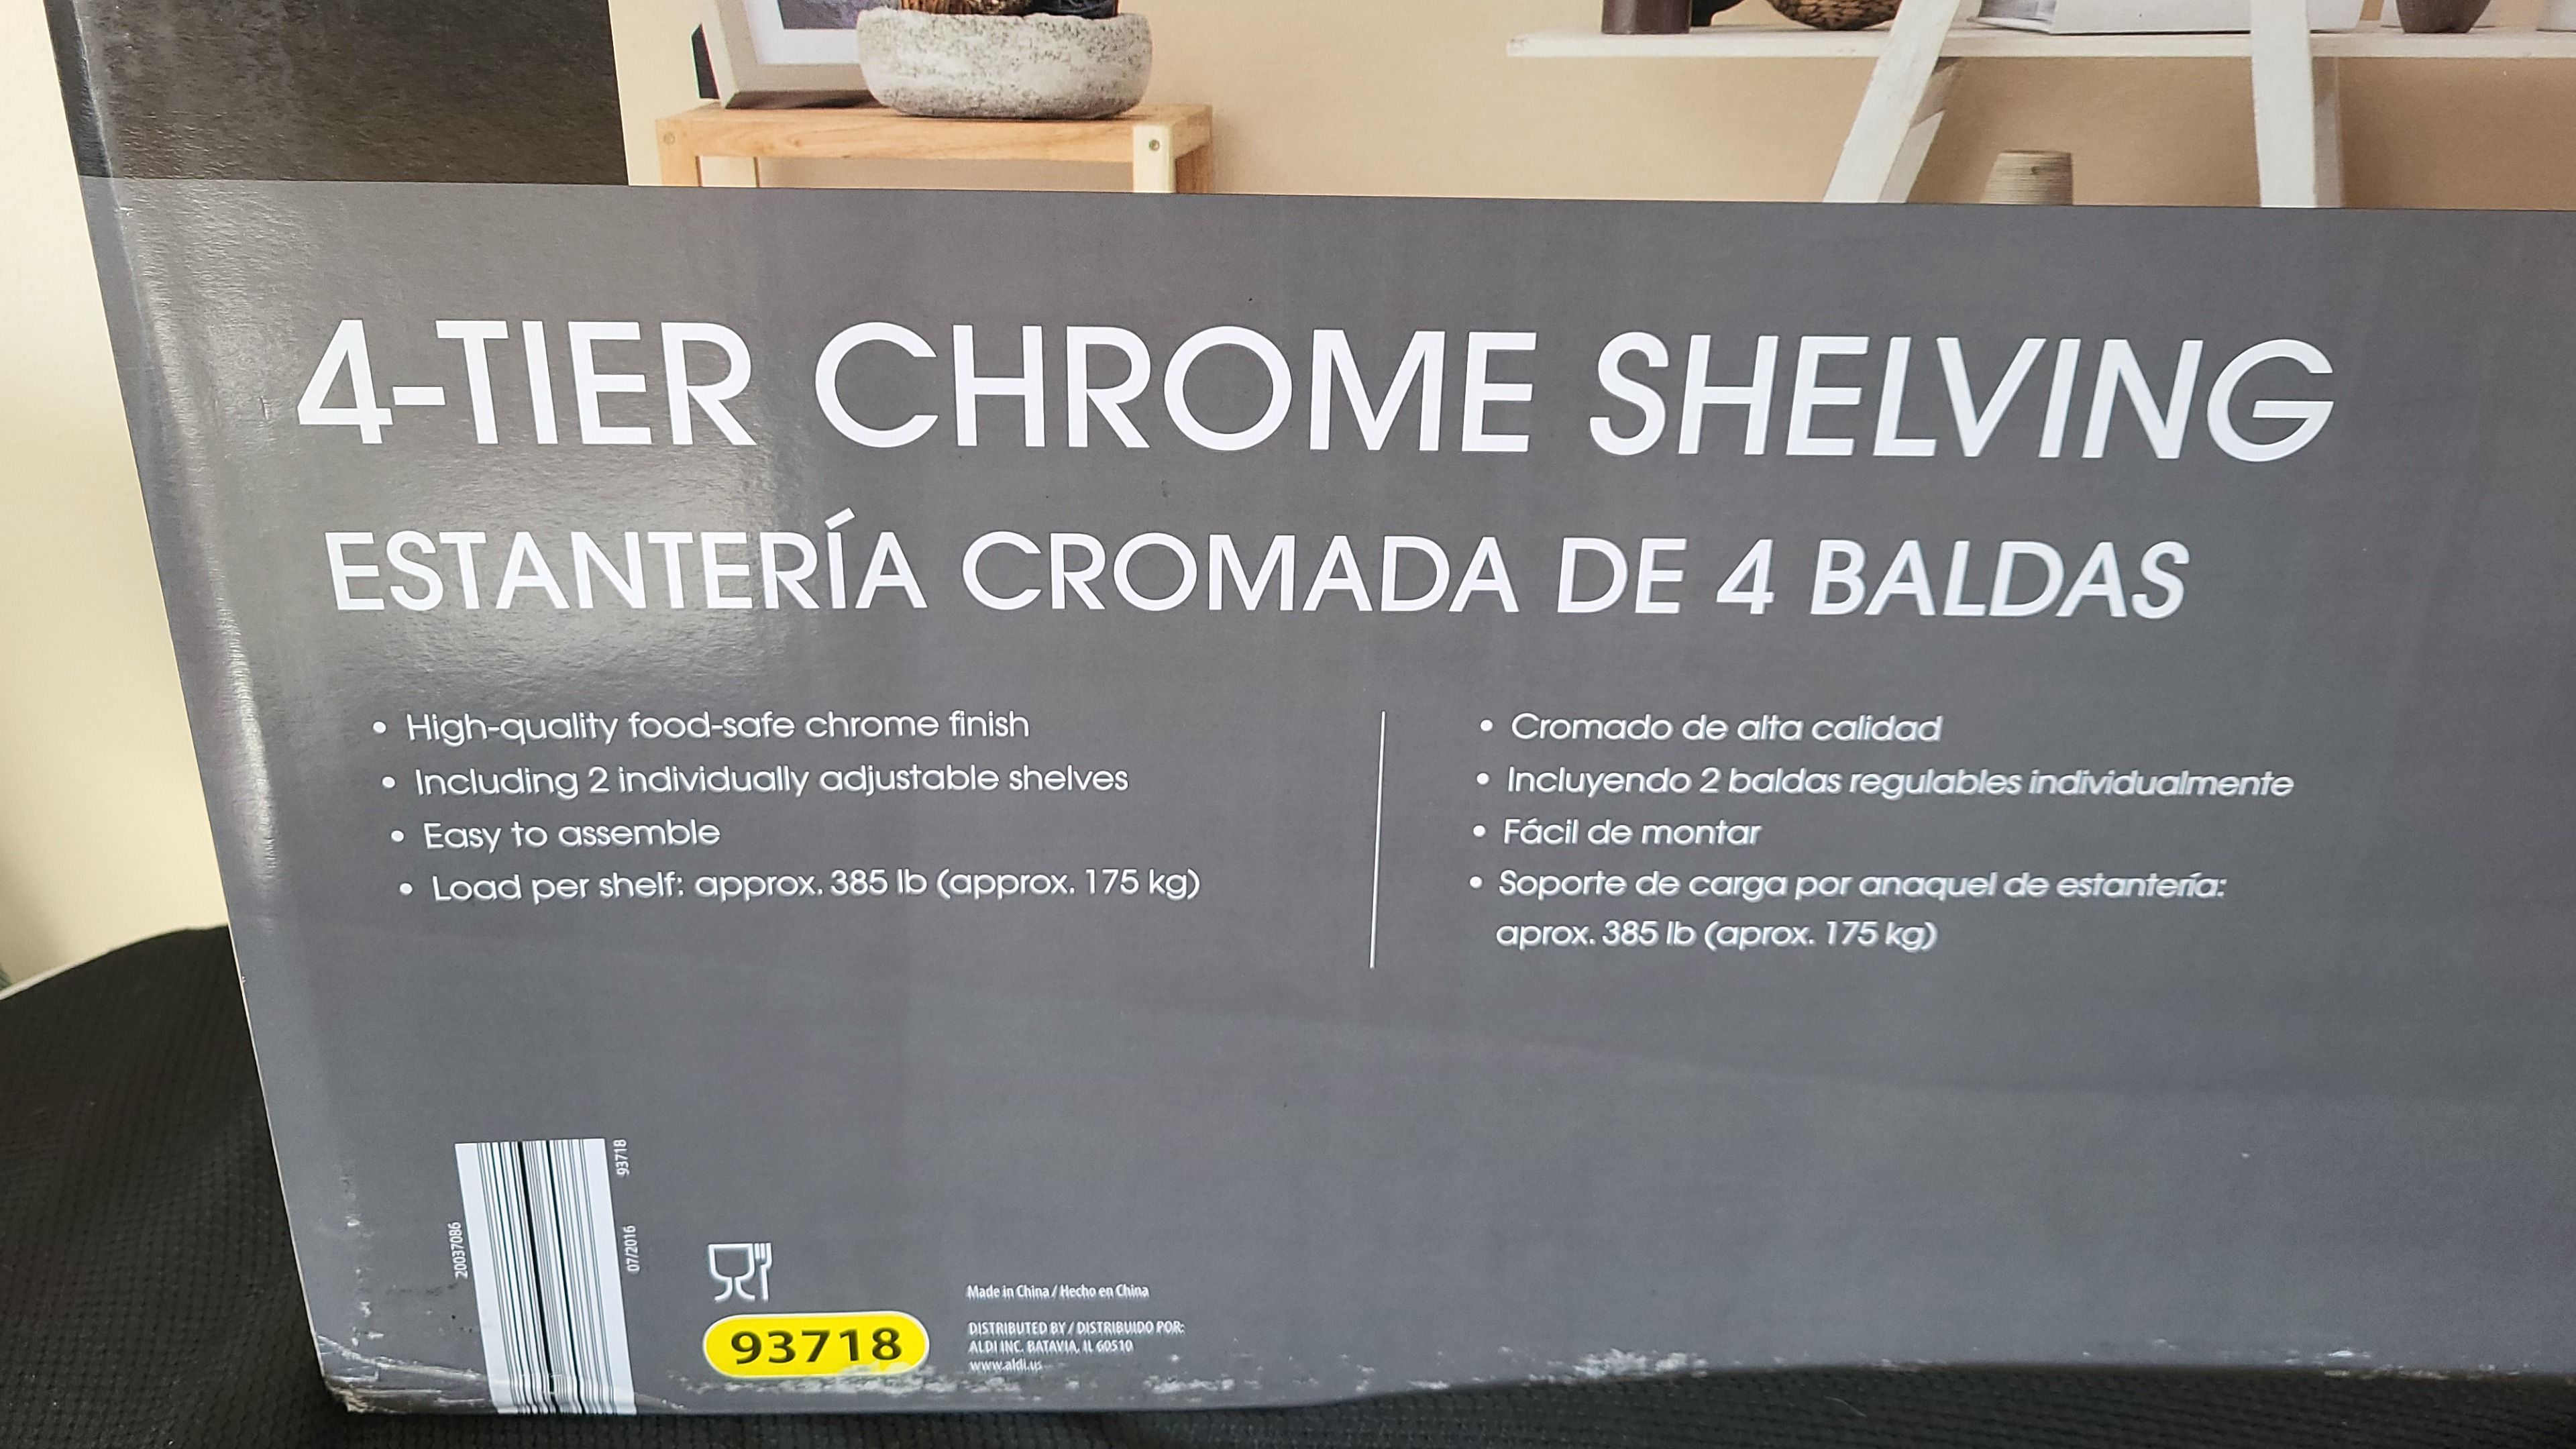 4-TIER CHROME SHELVING
ESTANTERÍA CROMADA DE 4 BALDAS
• High-quality food-safe chrome finish
• Including 2 individually adjustable shelves
• Easy to assemble
• Load per shelf: approx. 385 lb (approx. 175 kg)
• Cromado de alta calidad
• Incluyendo 2 baldas regulables individualmente
• Fácil de montar
• Soporte de carga por anaquel de estantería:
aprox. 385 lb (aprox. 175 kg)
20037086
07/2016 93718
93718
Made in China / Hecho en China
DISTRIBUTED BY / DISTRIBUIDO POR:
ALDI INC. BATAVIA, IL 60510
www.aldi.us